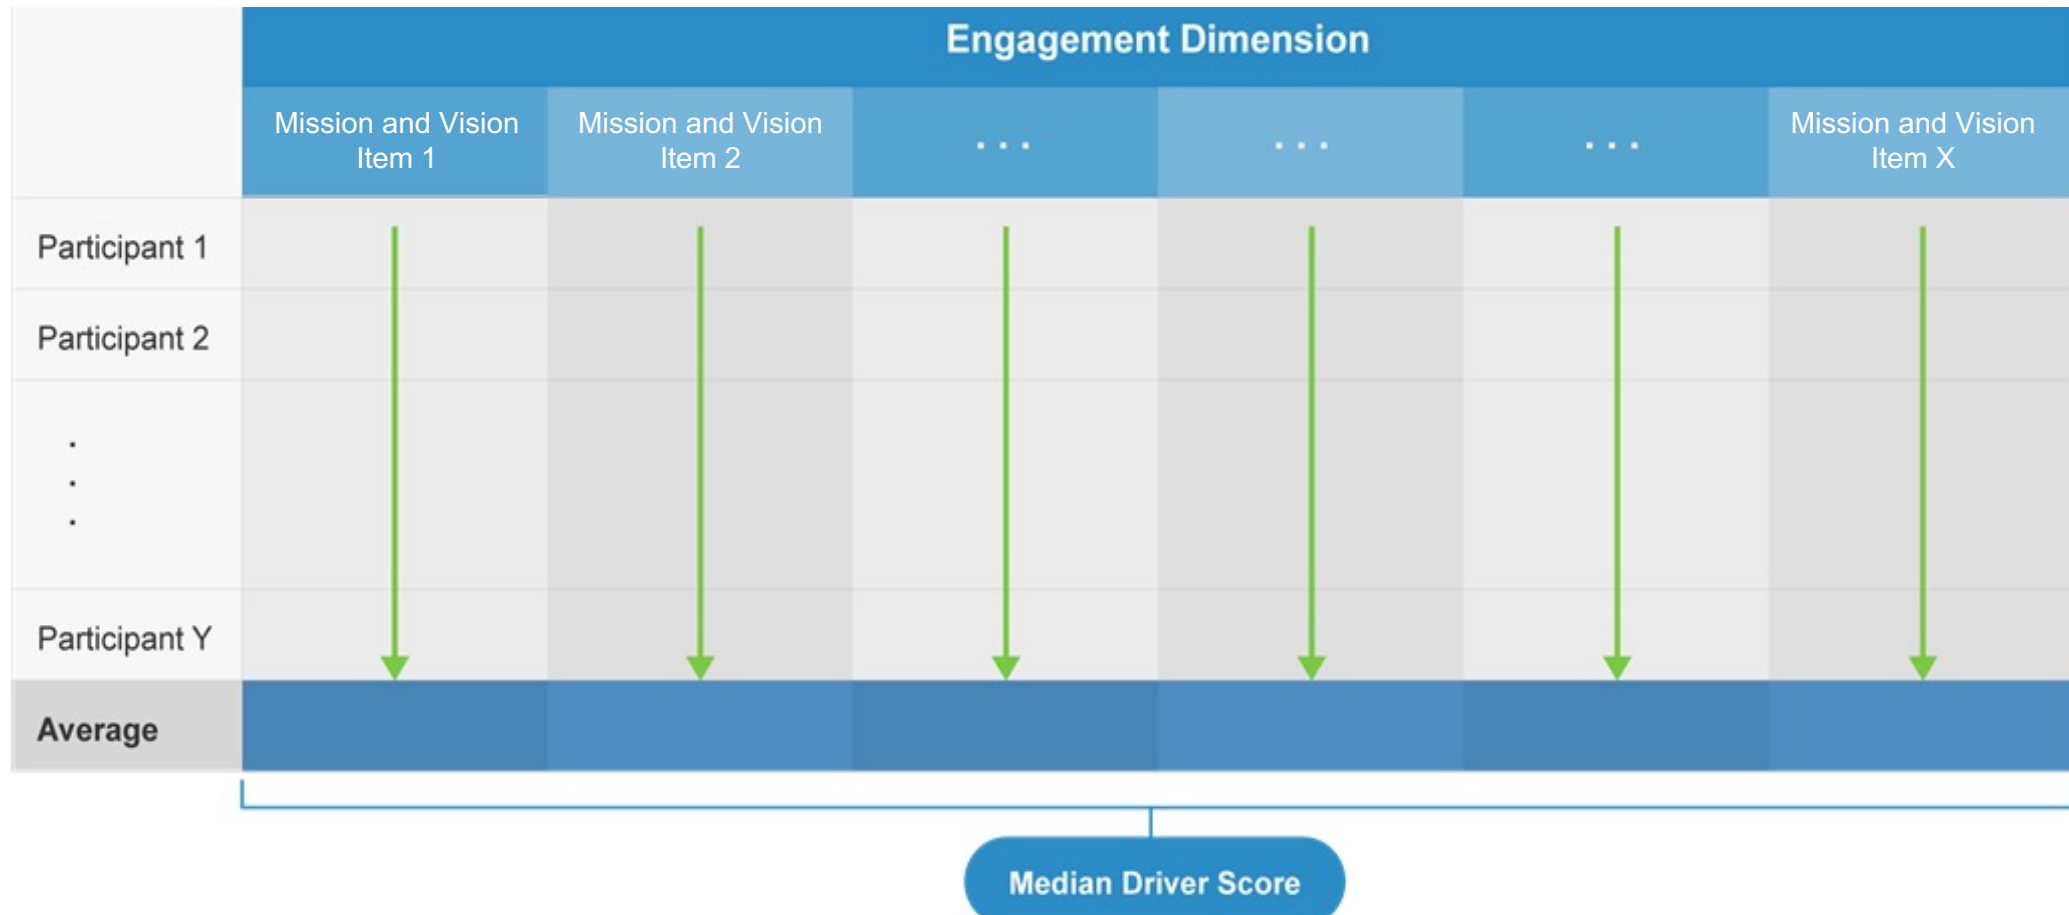 Engagement Dimension
Mission and Vision
Item 1
Mission and Vision
Item 2
...
...
...
Mission and Vision
Item X
Participant 1
Participant 2
.
.
.
Participant Y
Average
Median Driver Score